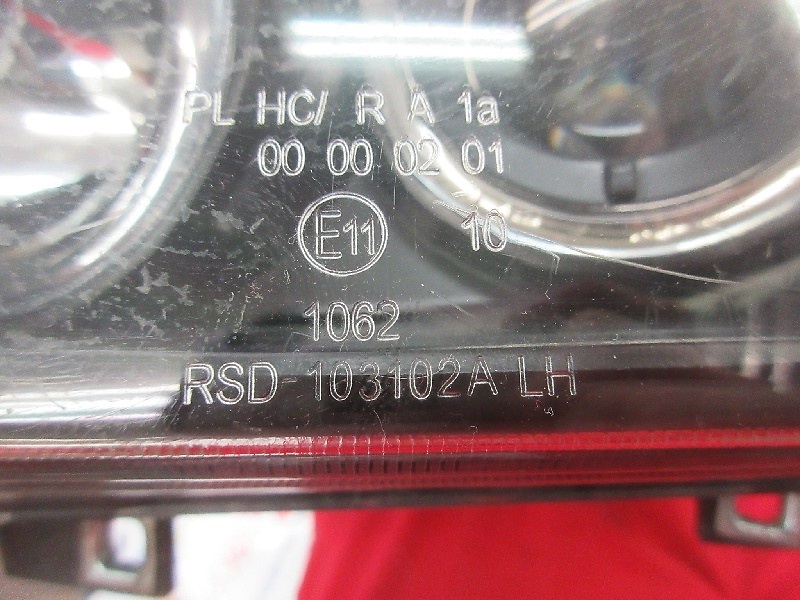 PL HC/ R A 1a
00 00 02 01
E11 10
1062
RSD 103102A LH